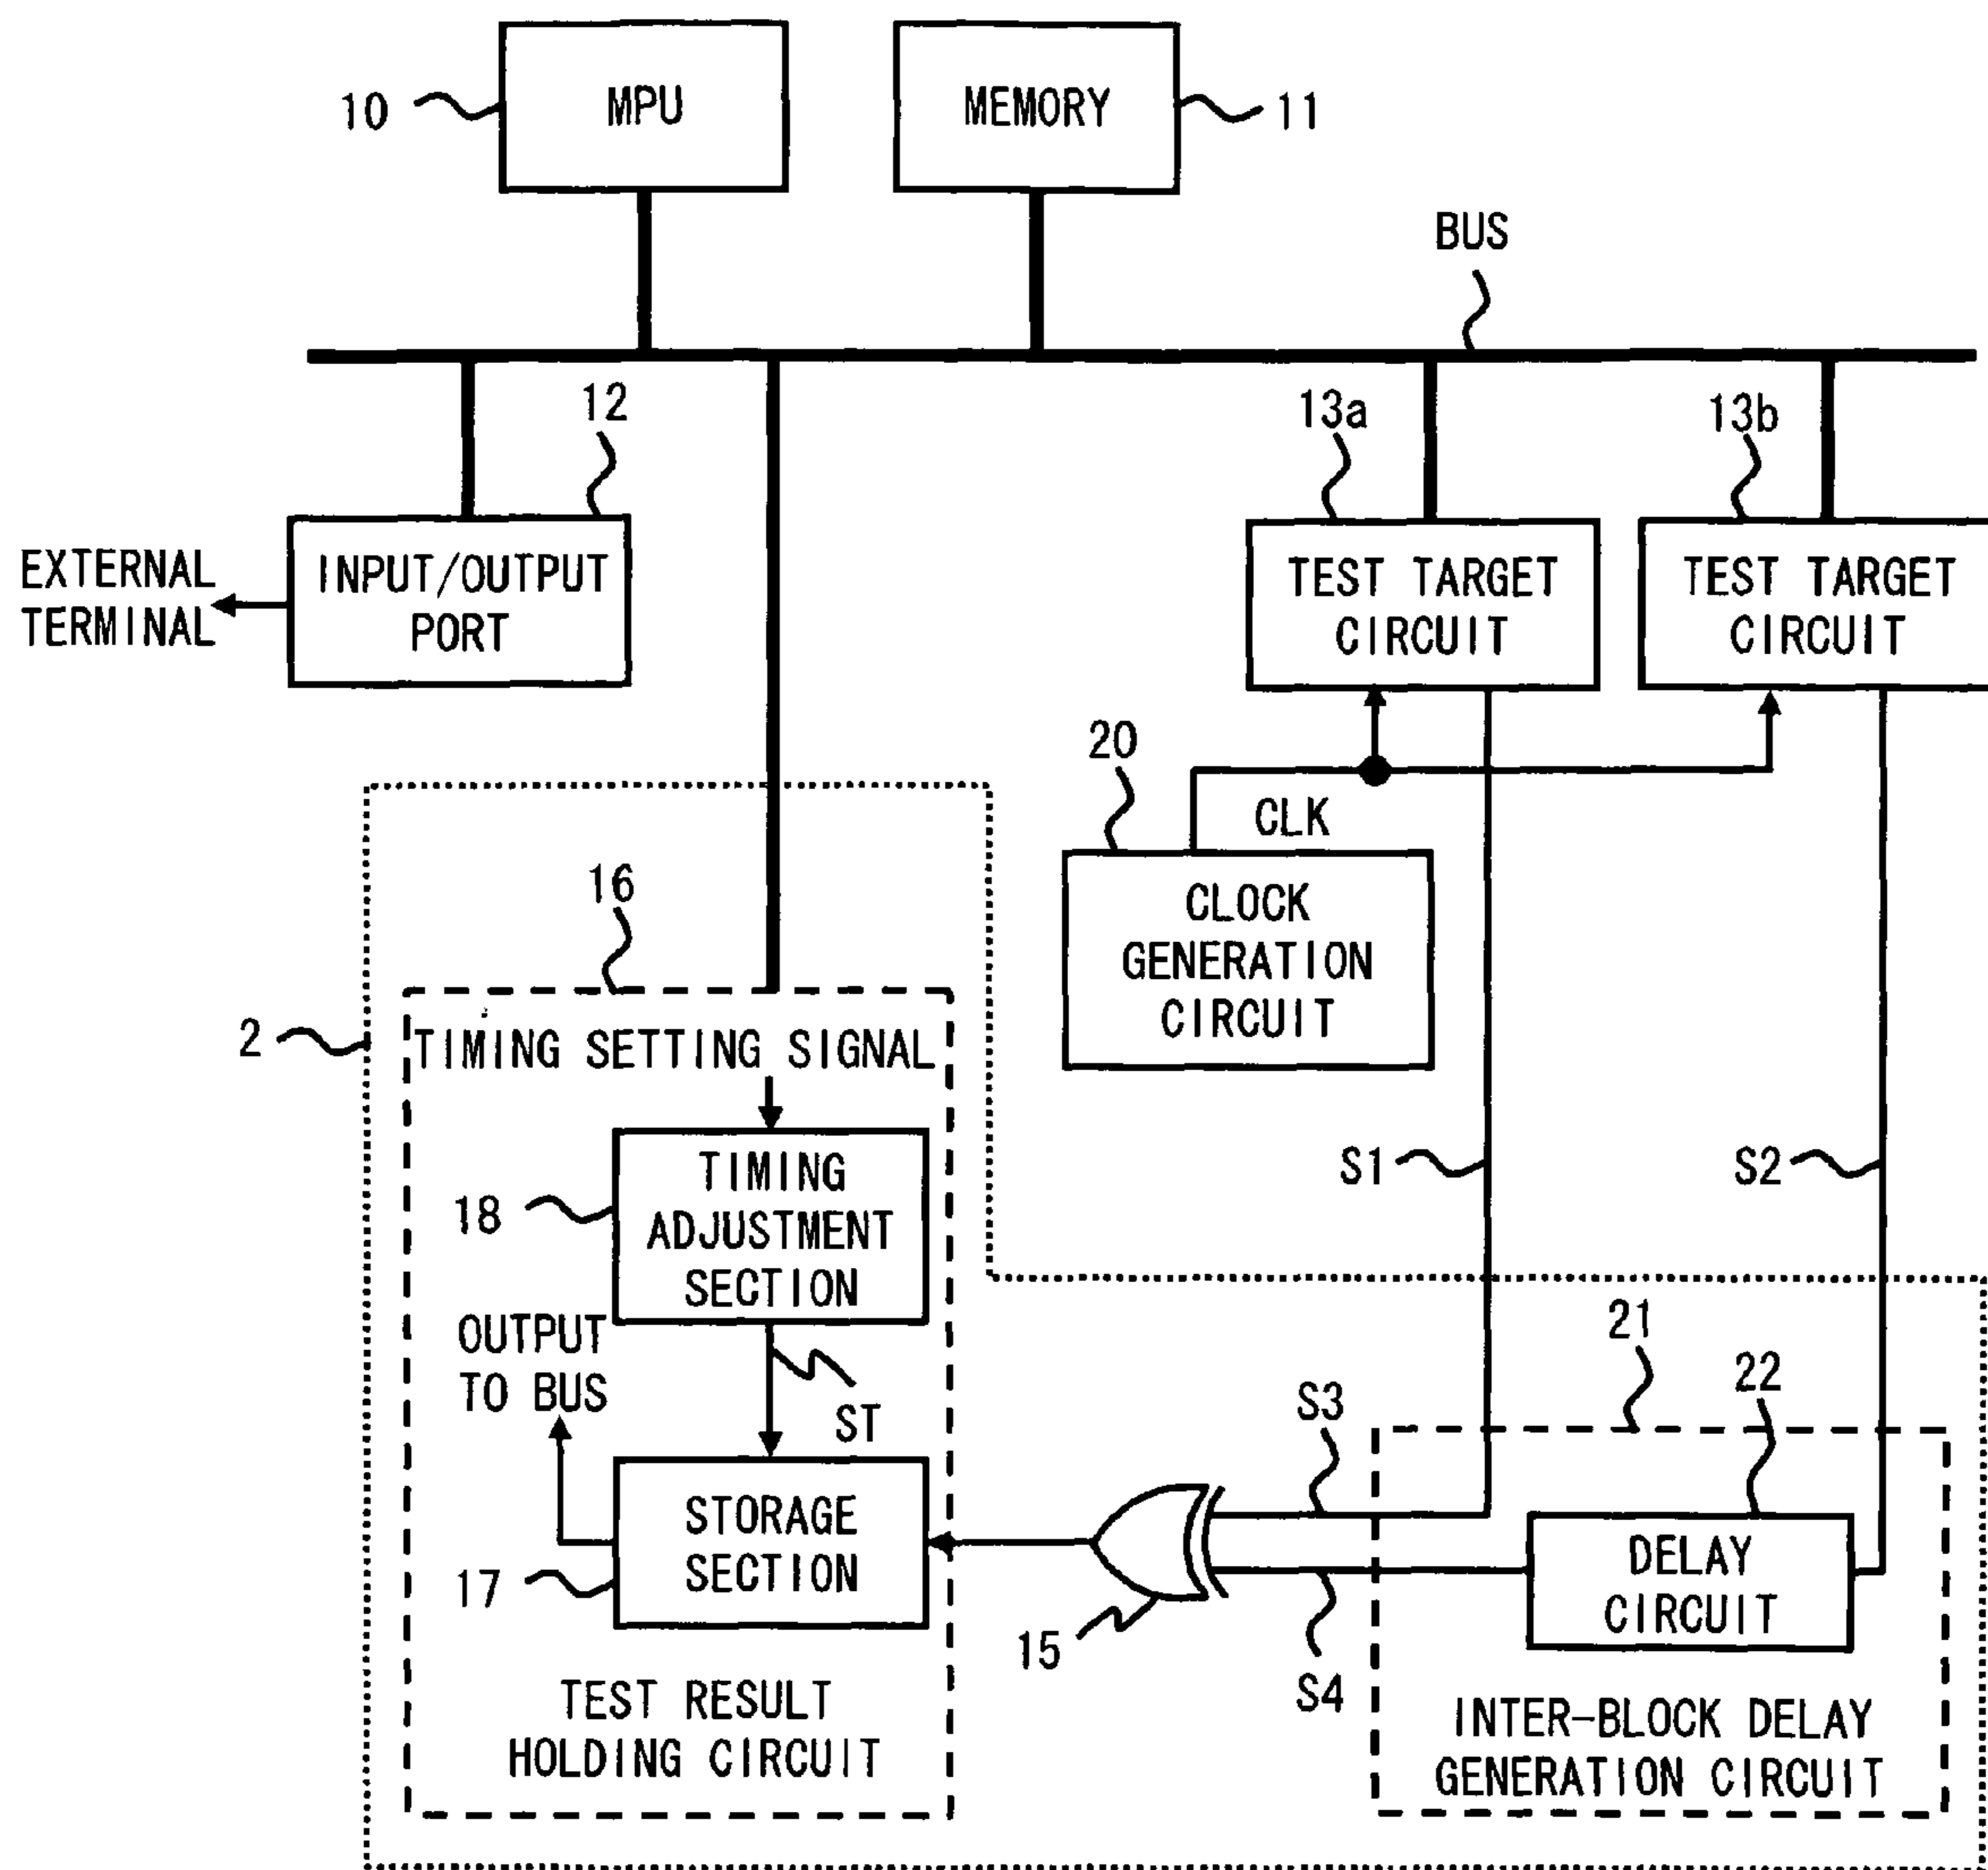 MPU
MEMORY
10
11
BUS
12
13a
13b
EXTERNAL
TERMINAL
INPUT/OUTPUT
PORT
TEST TARGET
CIRCUIT
TEST TARGET
CIRCUIT
20
CLK
CLOCK
GENERATION
CIRCUIT
16
2
TIMING SETTING SIGNAL
18
TIMING
ADJUSTMENT
SECTION
S1
S2
OUTPUT
TO BUS
ST
21
22
S3
17
STORAGE
SECTION
15
S4
DELAY
CIRCUIT
TEST RESULT
HOLDING CIRCUIT
INTER-BLOCK DELAY
GENERATION CIRCUIT